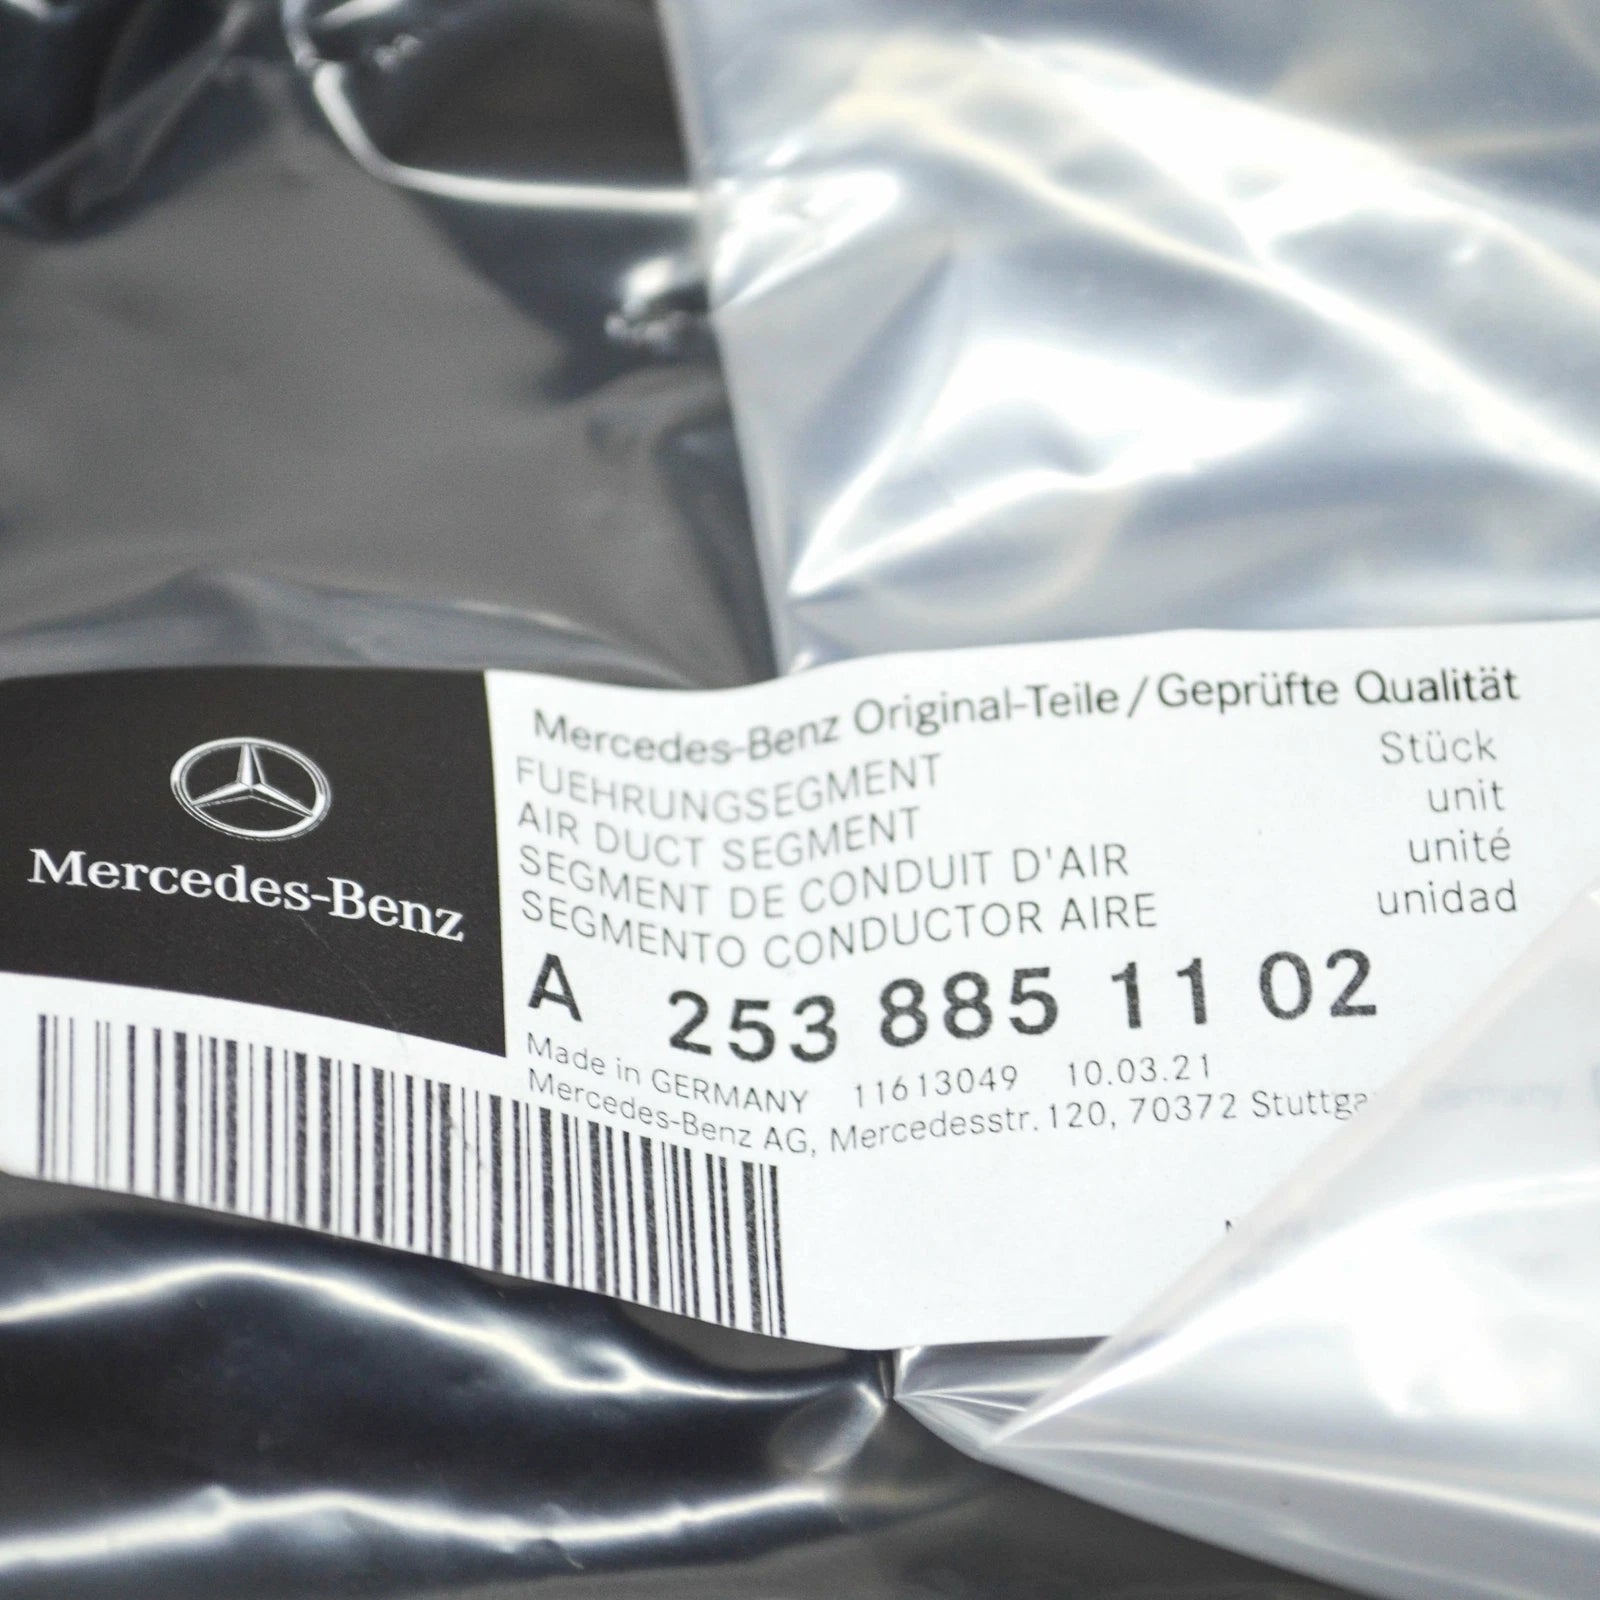 Mercedes-Benz
Mercedes-Benz Original-Teile / Geprüfte Qualität
FUEHRUNGSEGMENT Stück
AIR DUCT SEGMENT unit
SEGMENT DE CONDUIT D'AIR unité
SEGMENTO CONDUCTOR AIRE unidad
A 253 885 11 02
Made in GERMANY 11613049 10.03.21
Mercedes-Benz AG, Mercedesstr. 120, 70372 Germany